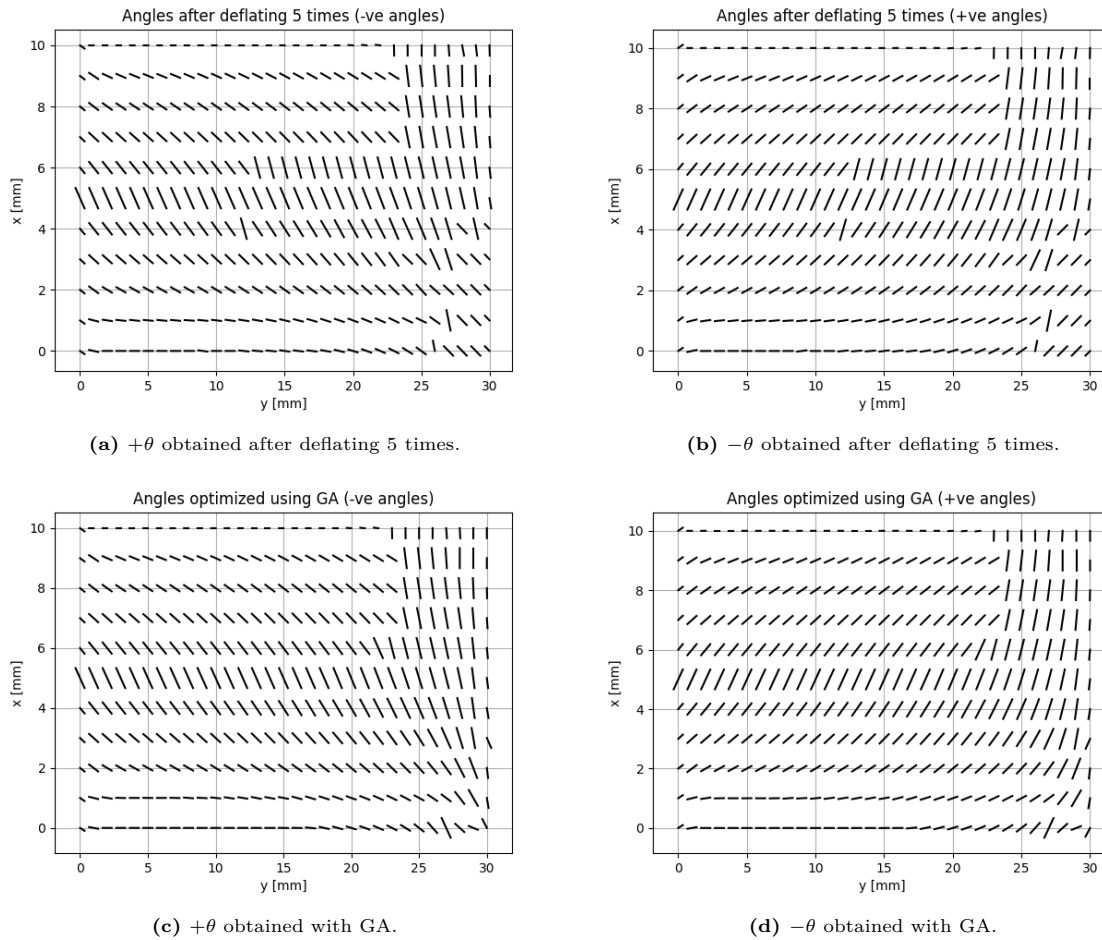 Angles after deflating 5 times (-ve angles)
10
8
6
4
2
0
x [mm]
0 5 10 15 20 25 30
y [mm]
(a) +θ obtained after deflating 5 times.
Angles after deflating 5 times (+ve angles)
10
8
6
4
2
0
x [mm]
0 5 10 15 20 25 30
y [mm]
(b) −θ obtained after deflating 5 times.
Angles optimized using GA (-ve angles)
10
8
6
4
2
0
x [mm]
0 5 10 15 20 25 30
y [mm]
(c) +θ obtained with GA.
Angles optimized using GA (+ve angles)
10
8
6
4
2
0
x [mm]
0 5 10 15 20 25 30
y [mm]
(d) −θ obtained with GA.